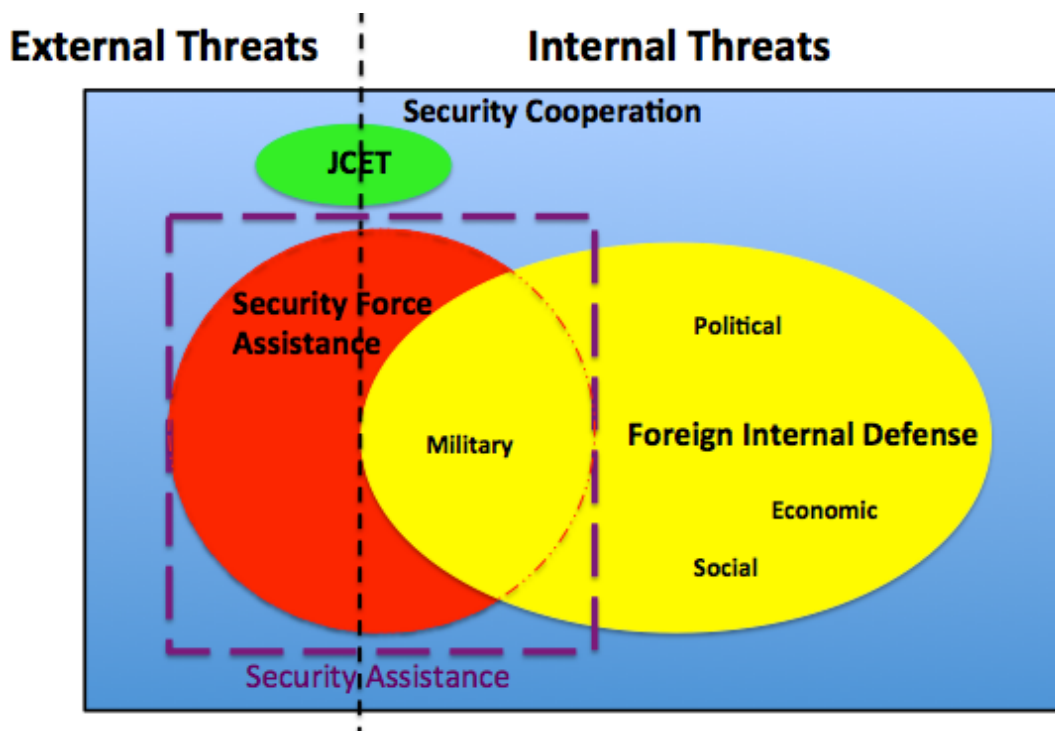 External Threats
Internal Threats
Security Cooperation
JCET
Security Force
Assistance
Political
Military
Foreign Internal Defense
Economic
Social
Security Assistance